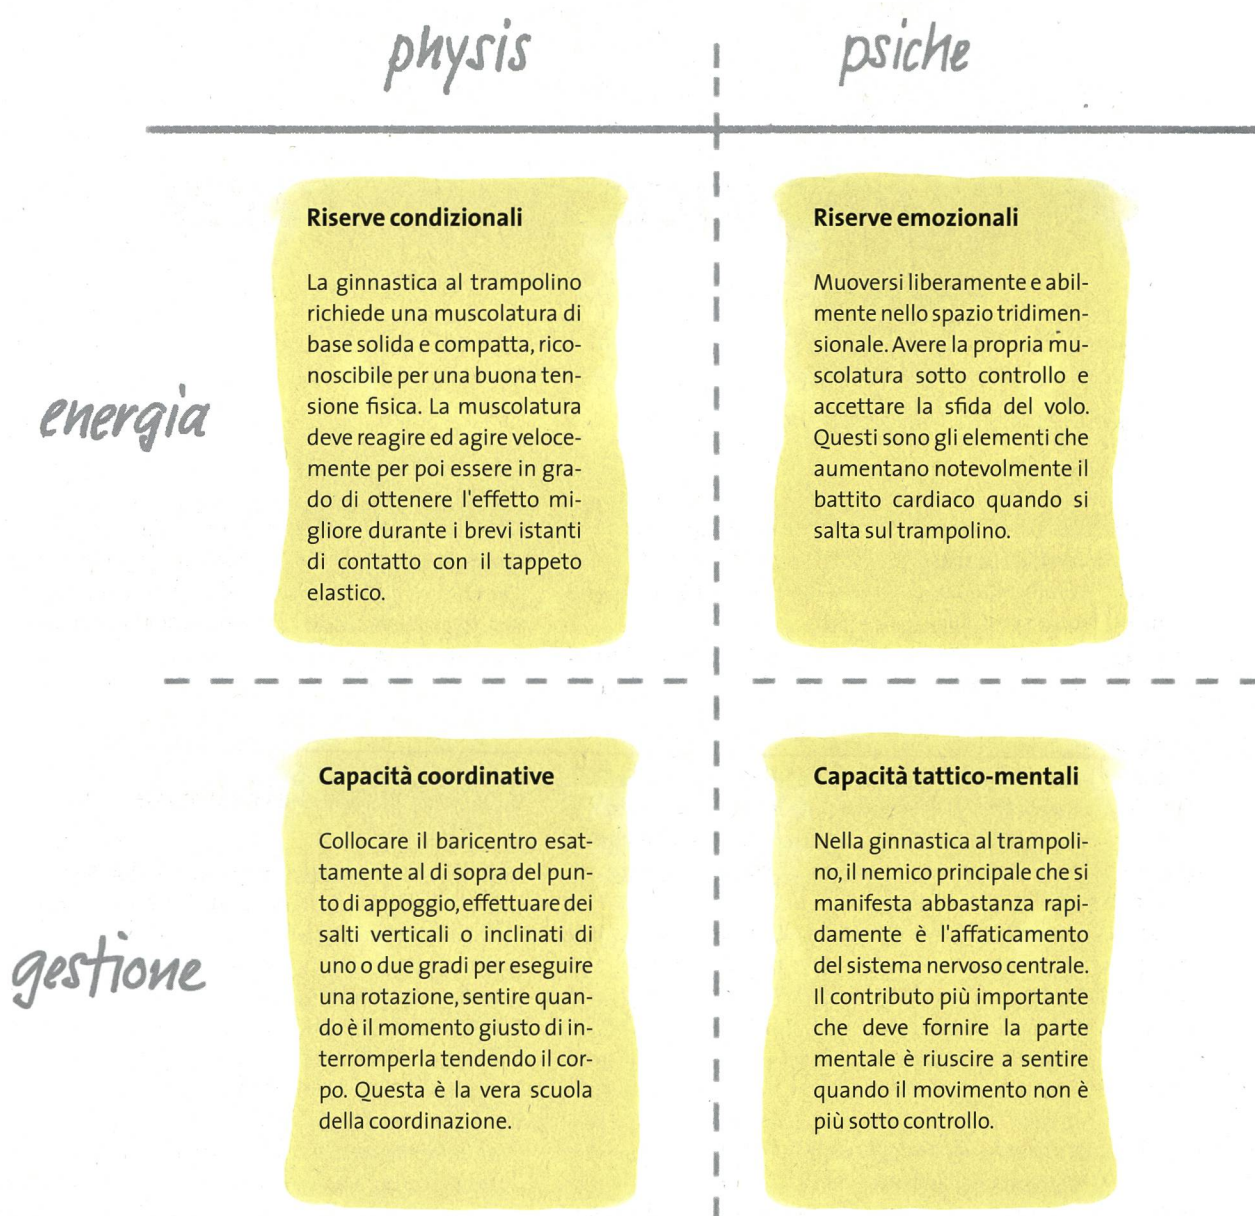 physis
psiche
energia
Riserve condizionali
La ginnastica al trampolino
richiede una muscolatura di
base solida e compatta, rico-
noscibile per una buona ten-
sione fisica. La muscolatura
deve reagire ed agire veloce-
mente per poi essere in gra-
do di ottenere l'effetto mi-
gliore durante i brevi istanti
di contatto con il tappeto
elastico.
Riserve emozionali
Muoversi liberamente e abil-
mente nello spazio tridimen-
sionale. Avere la propria mu-
scolatura sotto controllo e
accettare la sfida del volo.
Questi sono gli elementi che
aumentano notevolmente il
battito cardiaco quando si
salta sul trampolino.
gestione
Capacità coordinative
Collocare il baricentro esat-
tamente al di sopra del pun-
to di appoggio, effettuare dei
salti verticali o inclinati di
uno o due gradi per eseguire
una rotazione, sentire quan-
do è il momento giusto di in-
terromperla tendendo il cor-
po. Questa è la vera scuola
della coordinazione.
Capacità tattico-mentali
Nella ginnastica al trampoli-
no, il nemico principale che si
manifesta abbastanza rapi-
damente è l'affaticamento
del sistema nervoso centrale.
Il contributo più importante
che deve fornire la parte
mentale è riuscire a sentire
quando il movimento non è
più sotto controllo.